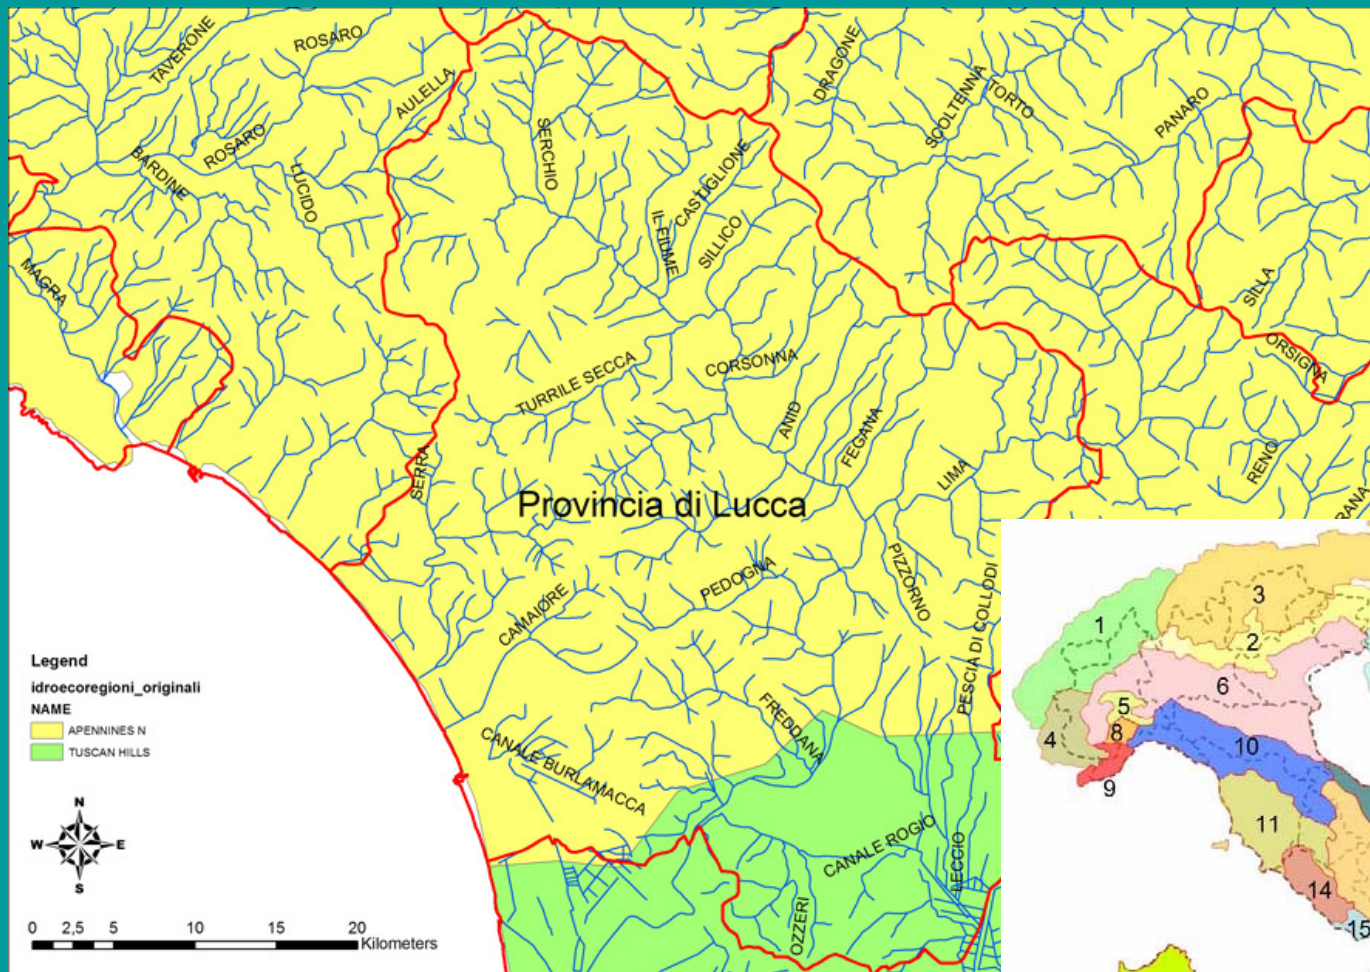 TAVERONE
ROSARO
AULELLA
ROSARO
BARDINE
LUCIDO
SERCHIO
MAGRA
DRAGONE
SCOLTENNA
TORTO
PANARO
CASTIGLIONE
IL FIUME
SILLICO
SILLA
ORSIGNA
TURRILE SECCA
CORSONNA
ANID
FEGANA
LIMA
RENO
SERRA
Provincia di Lucca
PIZZORNO
PESCIA DI COLLODI
CAMAIORE
PEDOGNA
FREDDANA
CANALE BURLAMACCA
CANALE ROGIO
LECCIO
OZZERI
Legend
idroecoregioni_originali
NAME
APENNINES N
TUSCAN HILLS
N
W E
S
0 2,5 5 10 15 20
Kilometers
1
3
2
6
5
4
8
10
9
11
14
15